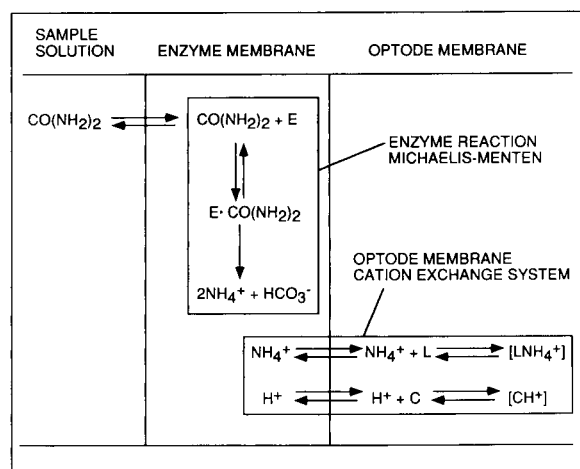 SAMPLE
SOLUTION
ENZYME MEMBRANE
OPTODE MEMBRANE
CO(NH2)2
CO(NH2)2 + E
ENZYME REACTION
MICHAELIS-MENTEN
E• CO(NH2)2
2NH4+ + HCO3-
OPTODE MEMBRANE
CATION EXCHANGE SYSTEM
NH4+ NH4+ + L [LNH4+]
H+ H+ + C [CH+]